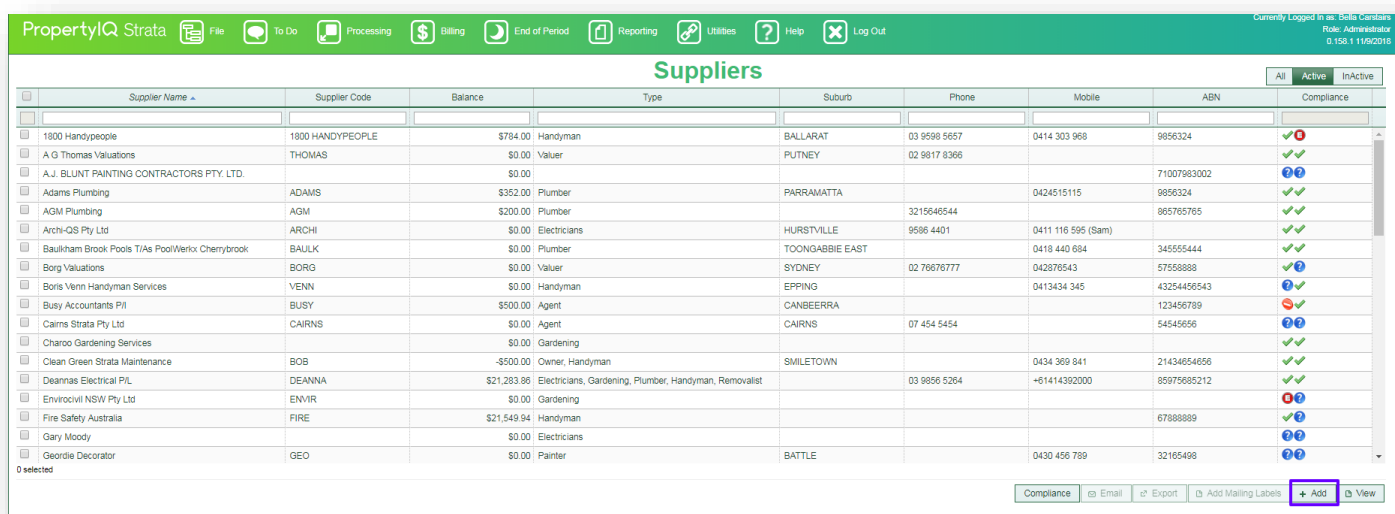 Currently Logged In as: Bella Carstairs
PropertyIQ Strata File To Do Processing Billing End of Period Reporting Utilities Help Log Out Role: Administrator
0.158.1 11/9/2018
Suppliers
All Active InActive
Supplier Name Supplier Code Balance Type Suburb Phone Mobile ABN Compliance
1800 Handypeople 1800 HANDYPEOPLE $784.00 Handyman BALLARAT 03 9598 5657 0414 303 968 9856324
A G Thomas Valuations THOMAS $0.00 Valuer PUTNEY 02 9817 8366
A.J. BLUNT PAINTING CONTRACTORS PTY. LTD. $0.00 71007983002
Adams Plumbing ADAMS $352.00 Plumber PARRAMATTA 0424515115 9856324
AGM Plumbing AGM $200.00 Plumber 3215646544 865765765
Archi-QS Pty Ltd ARCHI $0.00 Electricians HURSTVILLE 9586 4401 0411 116 595 (Sam)
Baulkham Brook Pools T/As PoolWerkx Cherrybrook BAULK $0.00 Plumber TOONGABBIE EAST 0418 440 684 345555444
Borg Valuations BORG $0.00 Valuer SYDNEY 02 76676777 042876543 57558888
Boris Venn Handyman Services VENN $0.00 Handyman EPPING 0413434 345 43254456543
Busy Accountants P/l BUSY $500.00 Agent CANBEERRA 123456789
Cairns Strata Pty Ltd CAIRNS $0.00 Agent CAIRNS 07 454 5454 54545656
Charoo Gardening Services $0.00 Gardening
Clean Green Strata Maintenance BOB -$500.00 Owner, Handyman SMILETOWN 0434 369 841 21434654656
Deannas Electrical P/L DEANNA $21,283.86 Electricians, Gardening, Plumber, Handyman, Removalist 03 9856 5264 +61414392000 85975685212
Envirocivil NSW Pty Ltd ENVIR $0.00 Gardening
Fire Safety Australia FIRE $21,549.94 Handyman 67888889
Gary Moody $0.00 Electricians
Geordie Decorator GEO $0.00 Painter BATTLE 0430 456 789 32165498
0 selected
Compliance Email Export Add Mailing Labels + Add View